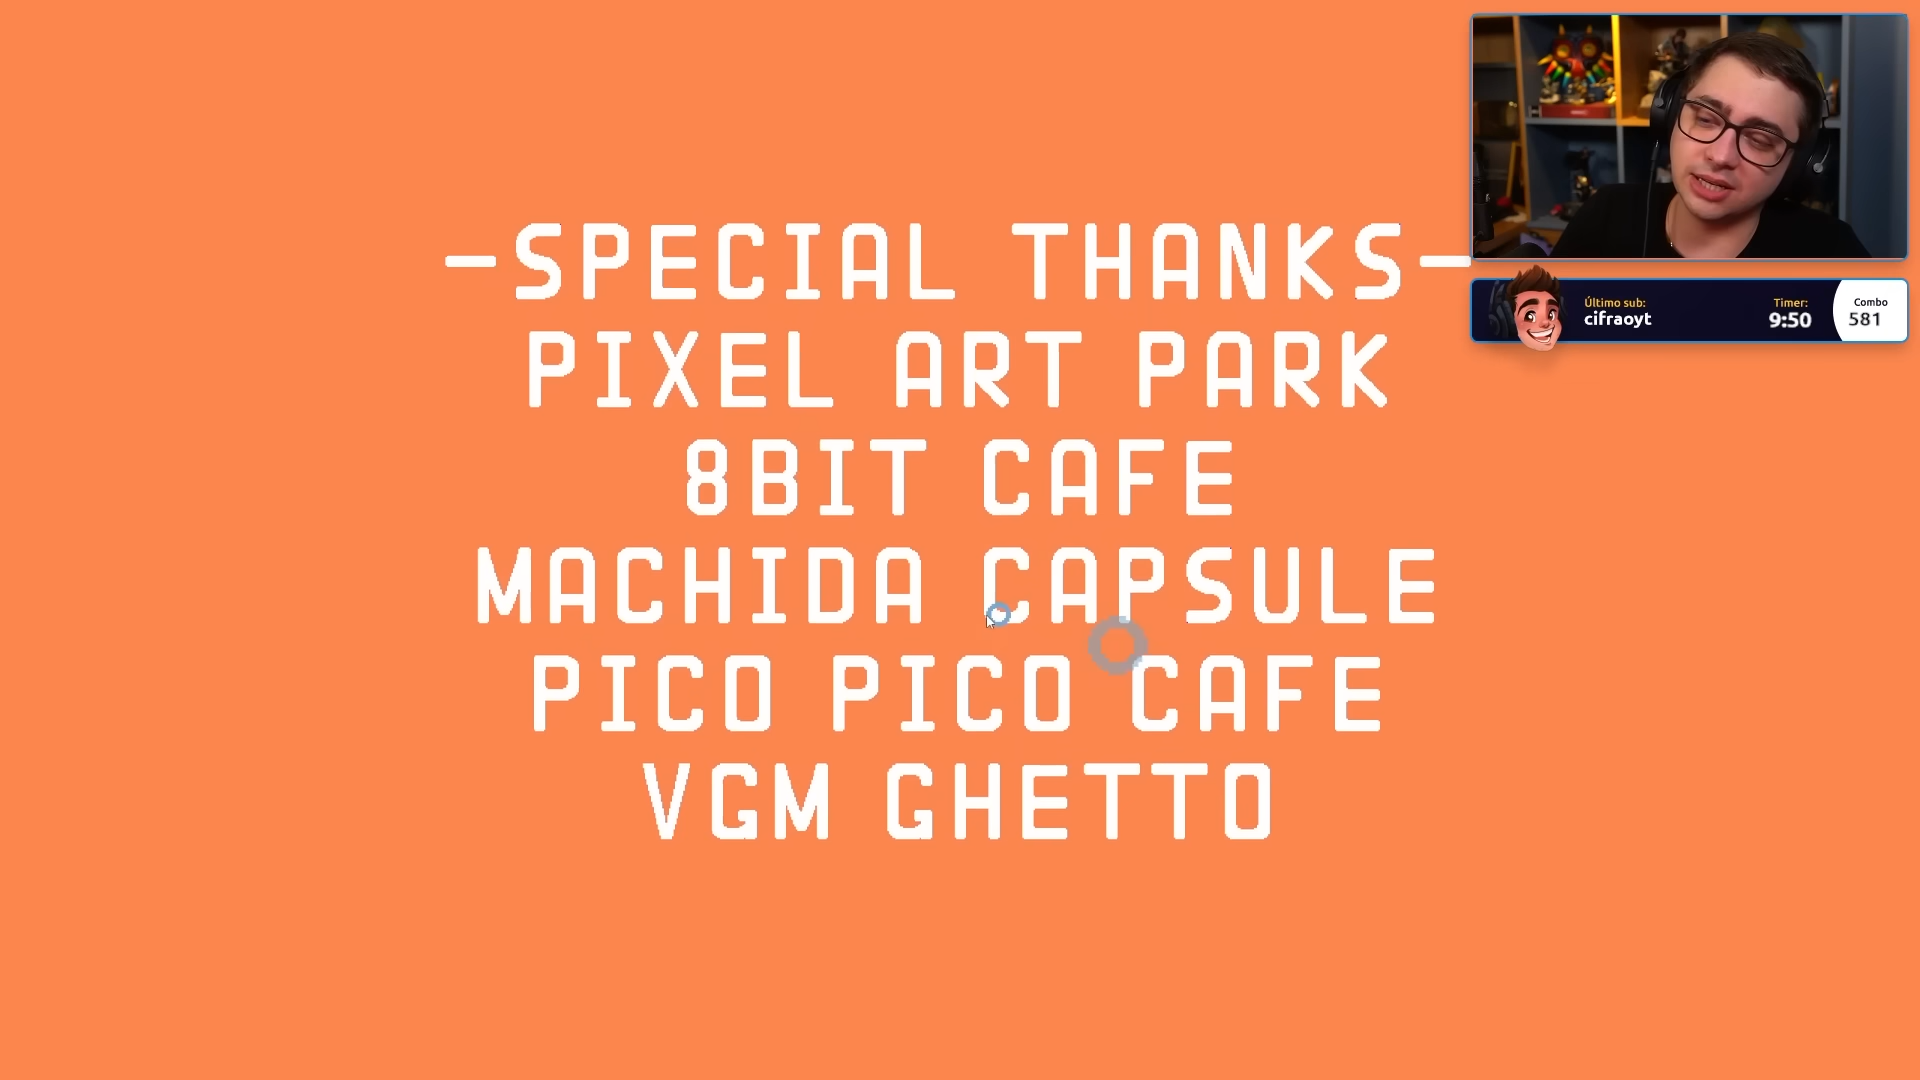 -SPECIAL THANKS-
PIXEL ART PARK
8BIT CAFE
MACHIDA CAPSULE
PICO PICO CAFE
VGM GHETTO
Último sub:
cifraoyt
Timer:
9:50
Combo
581